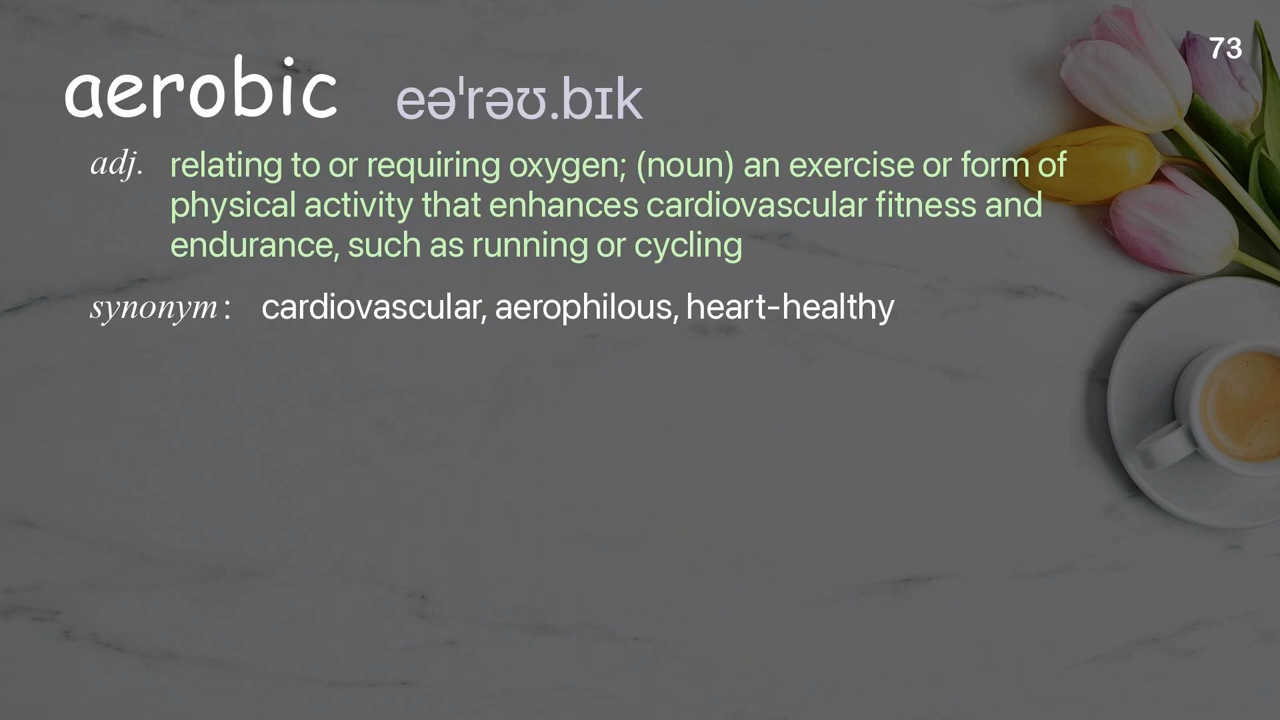 73
aerobic eəˈrəʊ.bɪk
adj. relating to or requiring oxygen; (noun) an exercise or form of
physical activity that enhances cardiovascular fitness and
endurance, such as running or cycling
synonym : cardiovascular, aerophilous, heart-healthy